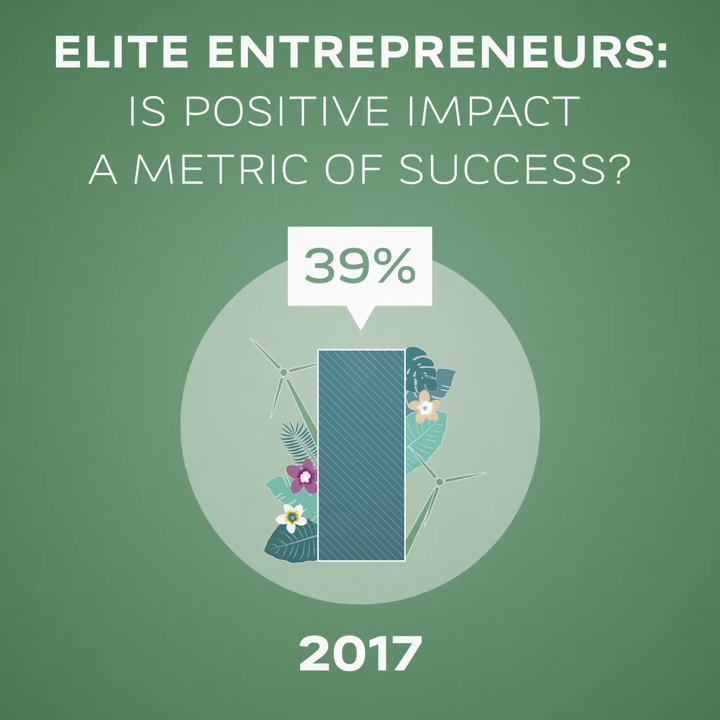 ELITE ENTREPRENEURS:
IS POSITIVE IMPACT
A METRIC OF SUCCESS?
39%
2017